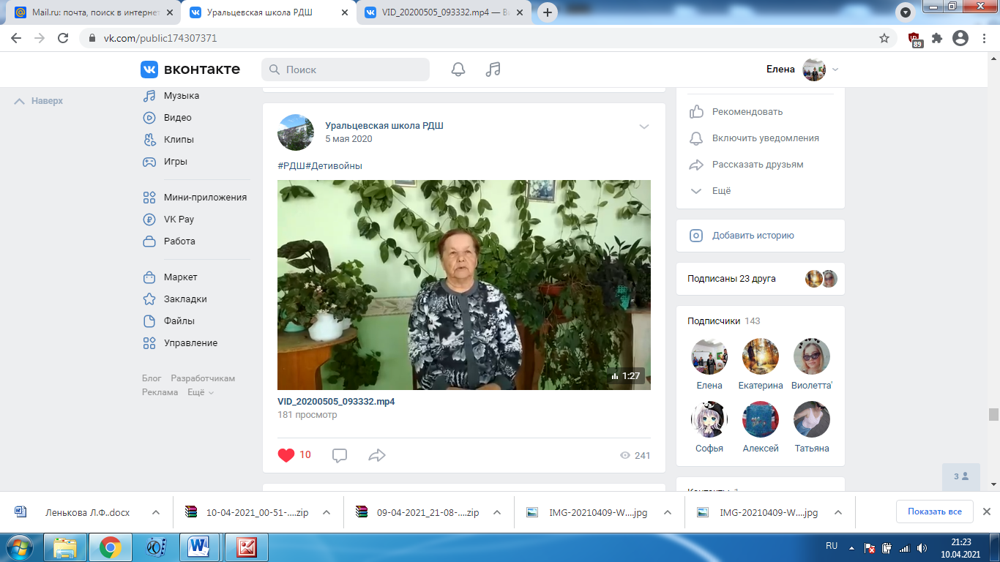 Mail.ru: почта, поиск в интернет
Уральцевская школа РДШ
VID_20200505_093332.mp4 — В
vk.com/public174307371
89
вконтакте
Поиск
Елена
Наверх
Музыка
Видео
Клипы
Игры
Мини-приложения
VK Pay
Работа
Маркет
Закладки
Файлы
Управление
Блог Разработчикам
Реклама Ещё
Уральцевская школа РДШ
5 мая 2020
#РДШ#Детивойны
1:27
VID_20200505_093332.mp4
181 просмотр
10
241
Рекомендовать
Включить уведомления
Рассказать друзьям
Ещё
Добавить историю
Подписаны 23 друга
Подписчики 143
Елена Екатерина Виолетта'
Софья Алексей Татьяна
Контакты 1
3
Ленькова Л.Ф..docx
10-04-2021_00-51-....zip
09-04-2021_21-08-....zip
IMG-20210409-W....jpg
IMG-20210409-W....jpg
Показать все
RU
21:23
10.04.2021